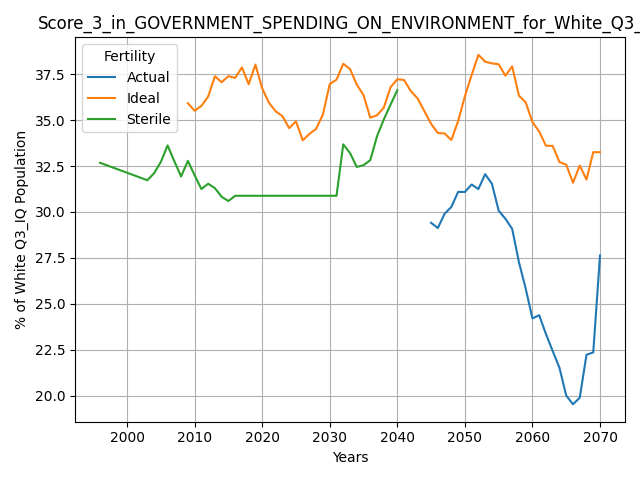 Score_3_in_GOVERNMENT_SPENDING_ON_ENVIRONMENT_for_White_Q3_
Fertility
Actual
Ideal
Sterile
% of White Q3_IQ Population
37.5
35.0
32.5
30.0
27.5
25.0
22.5
20.0
2000 2010 2020 2030 2040 2050 2060 2070
Years